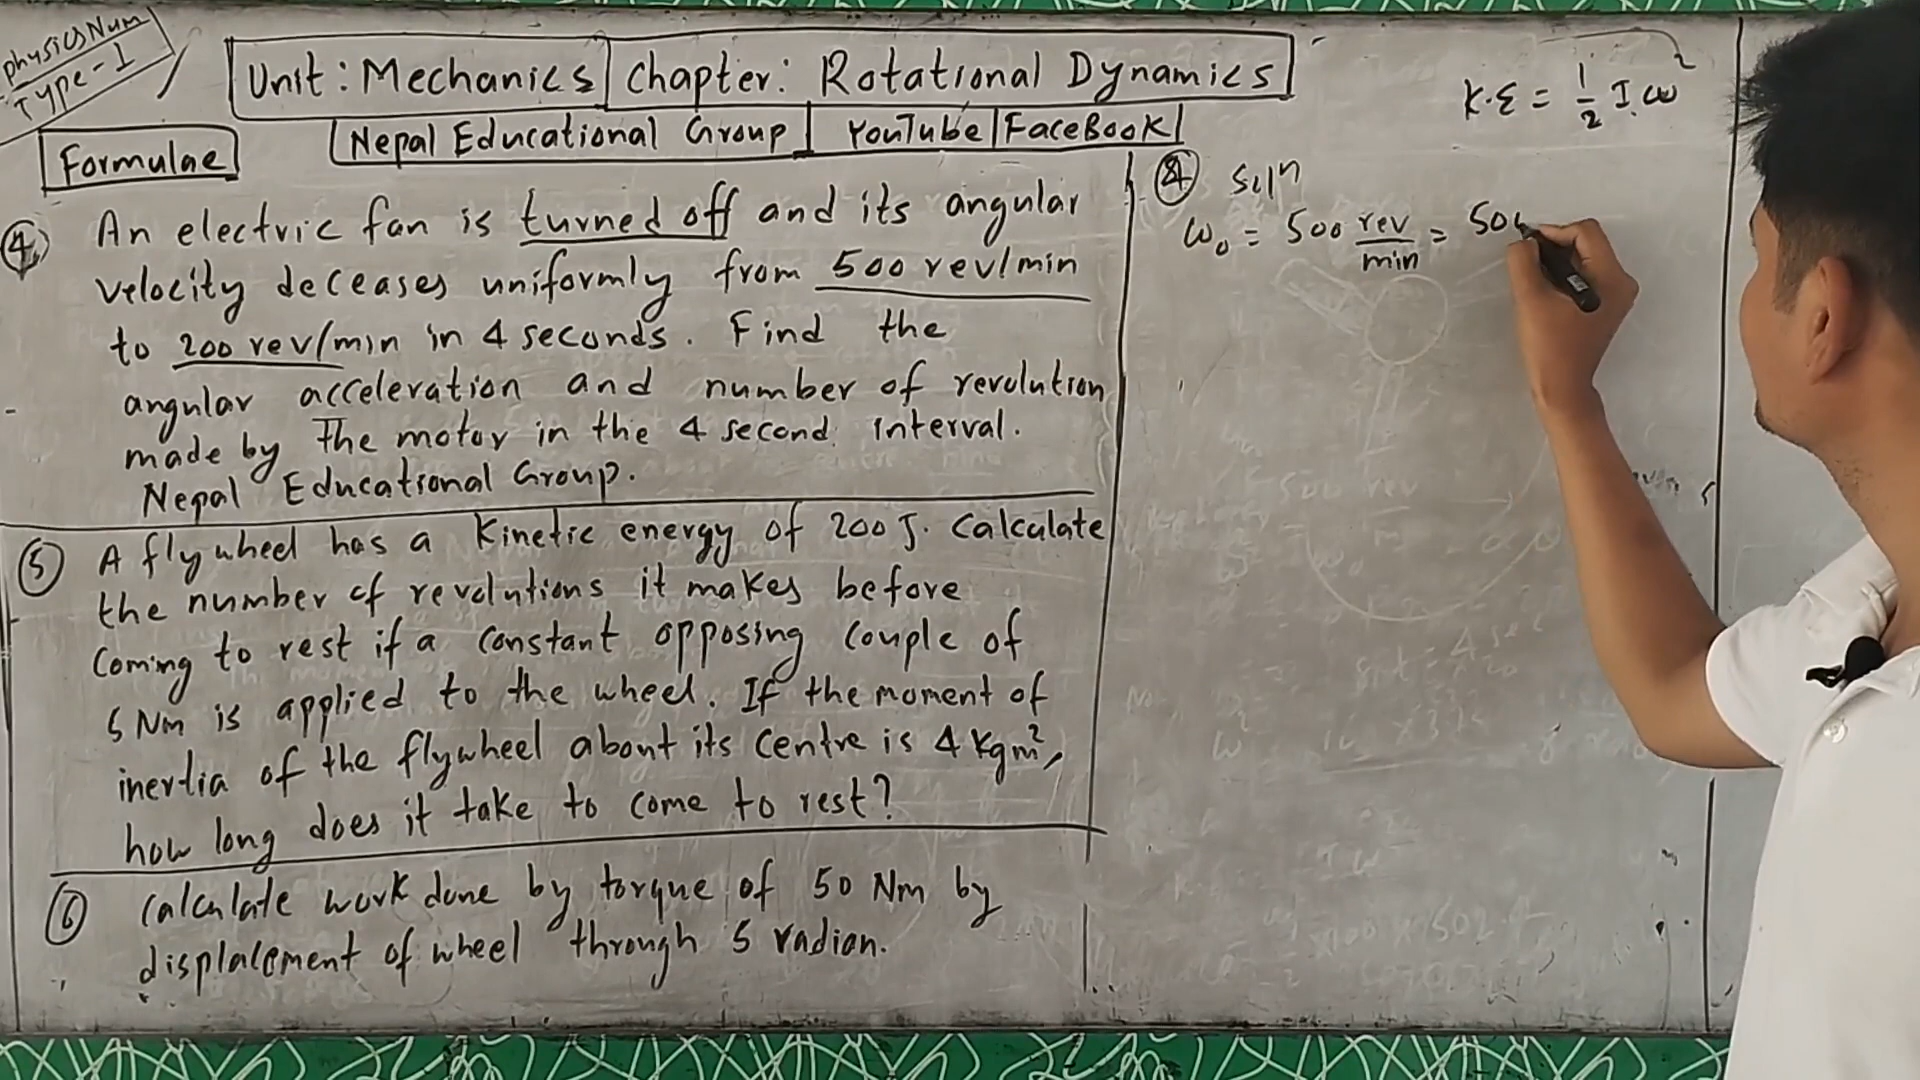 physics Num
Type-1
Unit: Mechanics Chapter: Rotational Dynamics
Nepal Educational Group YouTube|FaceBook|
Formulae
④ An electric fan is turned off and its angular
velocity deceases uniformly from 500 rev/min
to 200 rev/min in 4 seconds. Find the
angular acceleration and number of revolution
made by The motor in the 4 second interval.
Nepal Educational Group.
⑤ A flywheel has a Kinetic energy of 200 J. Calculate
the number of revolutions it makes before
Coming to rest if a constant opposing couple of
5 Nm is applied to the wheel. If the moment of
inertia of the flywheel about its centre is 4 Kgm²,
how long does it take to come to rest?
⑥ Calculate work done by torque of 50 Nm by
displacement of wheel through 5 radian.
K.E = 1/2 I.ω²
④ Solⁿ
ω₀ = 500 rev/min = 500